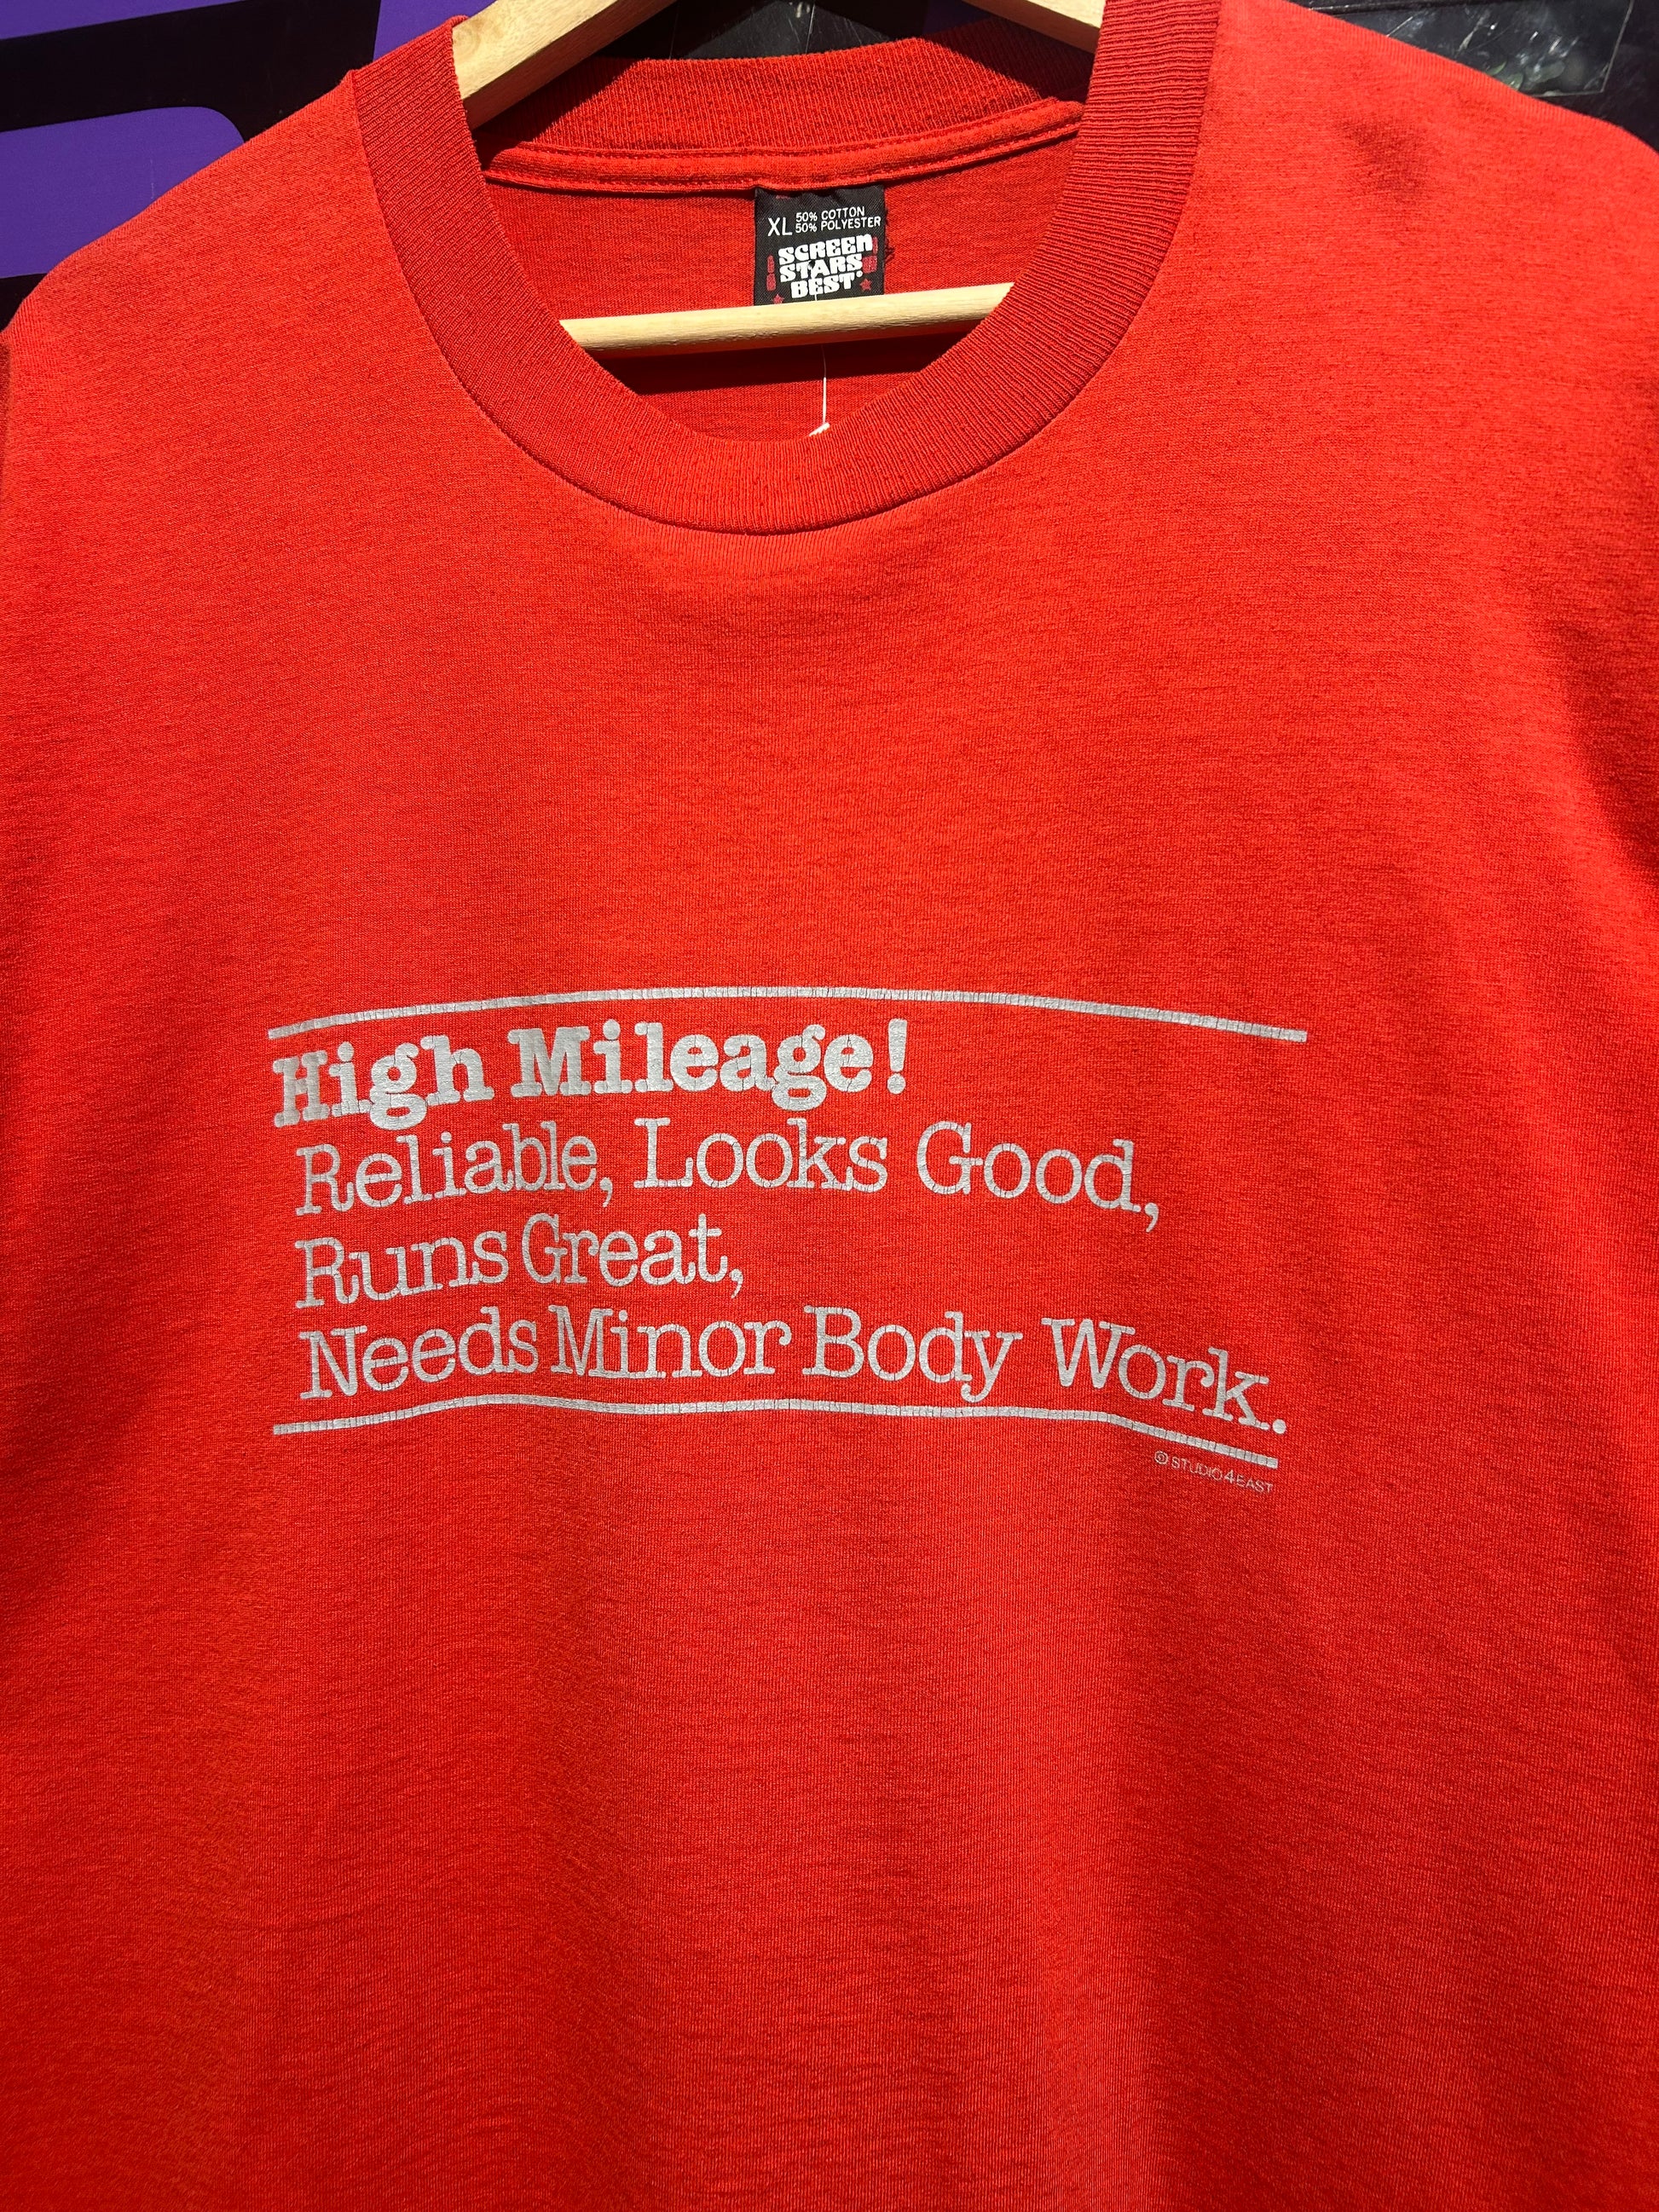 XL 50% COTTON
50% POLYESTER
SCREEN
STARS
BEST
High Mileage!
Reliable, Looks Good,
Runs Great,
Needs Minor Body Work.
© STUDIO 4 EAST